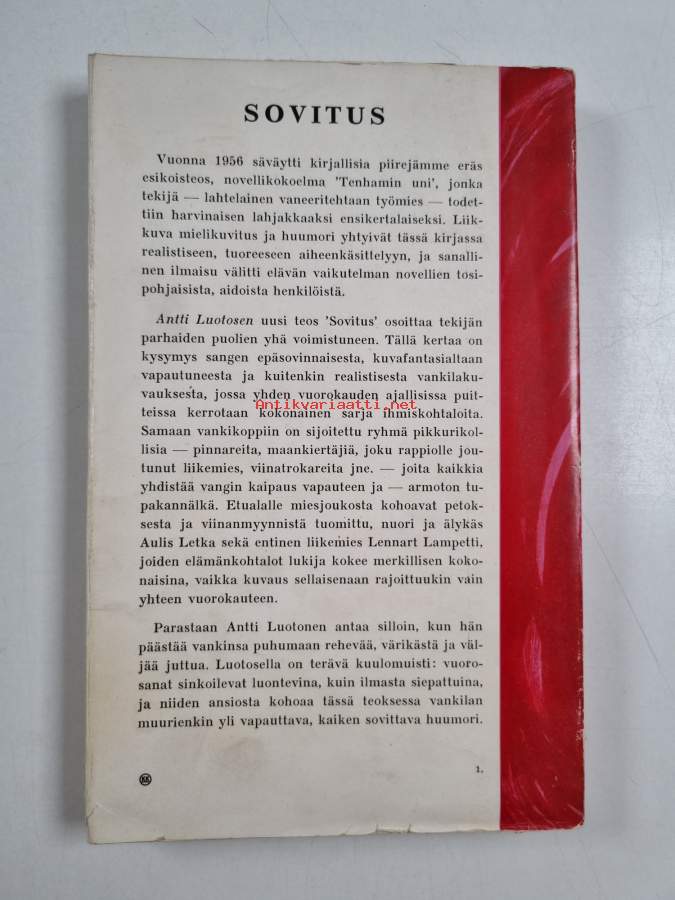 SOVITUS
Vuonna 1956 säväytti kirjallisia piirejämme eräs
esikoisteos, novellikokoelma 'Tenhamin uni', jonka
tekijä — lahtelainen vaneeritehtaan työmies — todet-
tiin harvinaisen lahjakkaaksi ensikertalaiseksi. Liik-
kuva mielikuvitus ja huumori yhtyivät tässä kirjassa
realistiseen, tuoreeseen aiheenkäsittelyyn, ja sanalli-
nen ilmaisu välitti elävän vaikutelman novellien tosi-
pohjaisista, aidoista henkilöistä.
Antti Luotosen uusi teos 'Sovitus' osoittaa tekijän
parhaiden puolien yhä voimistuneen. Tällä kertaa on
kysymys sangen epäsovinnaisesta, kuvafantasialtaan
vapautuneesta ja kuitenkin realistisesta vankilaku-
vauksesta, jossa yhden vuorokauden ajallisissa puit-
Antikvariaatti.net
teissa kerrotaan kokonainen sarja ihmiskohtaloita.
Samaan vankikoppiin on sijoitettu ryhmä pikkurikol-
lisia — pinnareita, maankiertäjiä, joku rappiolle jou-
tunut liikemies, viinatrokareita jne. — joita kaikkia
yhdistää vangin kaipaus vapauteen ja — armoton tu-
pakannälkä. Etualalle miesjoukosta kohoavat petok-
sesta ja viinanmyynnistä tuomittu, nuori ja älykäs
Aulis Letka sekä entinen liikemies Lennart Lampetti,
joiden elämänkohtalot lukija kokee merkillisen koko-
naisina, vaikka kuvaus sellaisenaan rajoittuukin vain
yhteen vuorokauteen.
Parastaan Antti Luotonen antaa silloin, kun hän
päästää vankinsa puhumaan rehevää, värikästä ja väl-
jää juttua. Luotosella on terävä kuulomuisti: vuoro-
sanat sinkoilevat luontevina, kuin ilmasta siepattuina,
ja niiden ansiosta kohoaa tässä teoksessa vankilan
muurienkin yli vapauttava, kaiken sovittava huumori.
1.